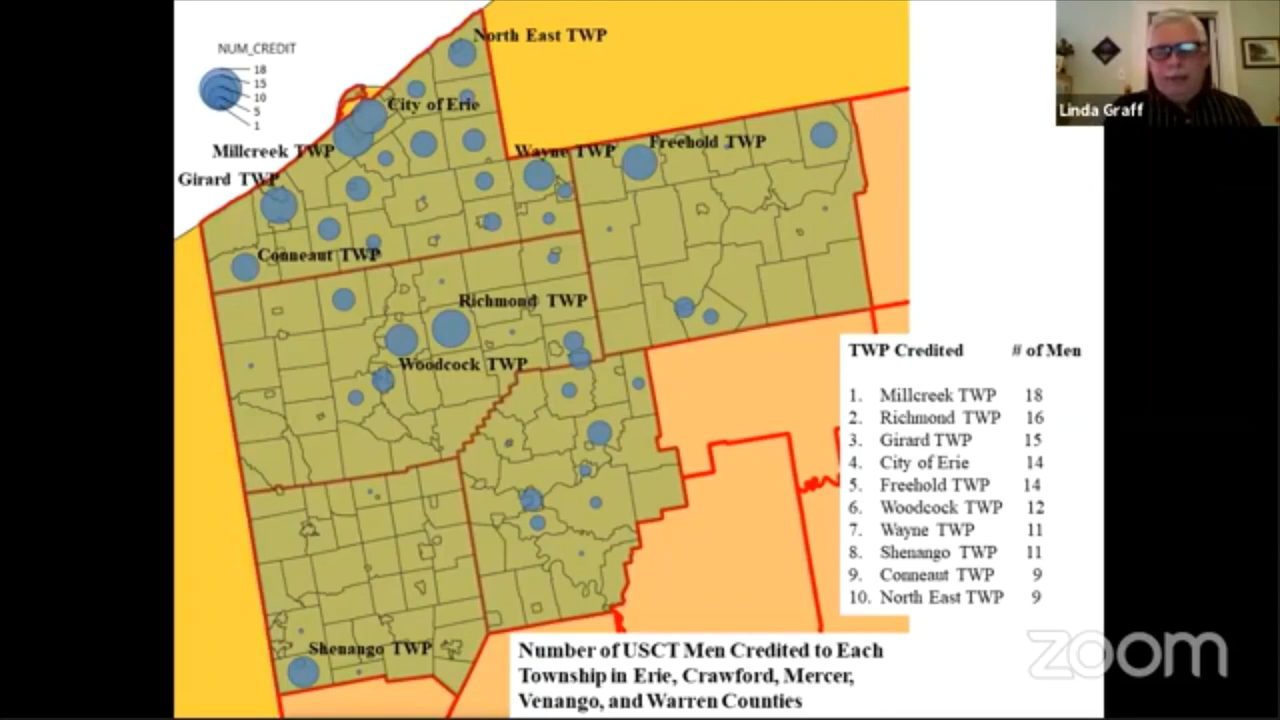 North East TWP
NUM_CREDIT
18
15
10
5
1
City of Erie
Millcreek TWP
Wayne TWP
Freehold TWP
Girard TWP
Conneaut TWP
Richmond TWP
Woodcock TWP
Shenango TWP
TWP Credited # of Men
1. Millcreek TWP 18
2. Richmond TWP 16
3. Girard TWP 15
4. City of Erie 14
5. Freehold TWP 14
6. Woodcock TWP 12
7. Wayne TWP 11
8. Shenango TWP 11
9. Conneaut TWP 9
10. North East TWP 9
Number of USCT Men Credited to Each
Township in Erie, Crawford, Mercer,
Venango, and Warren Counties
Linda Graff
zoom